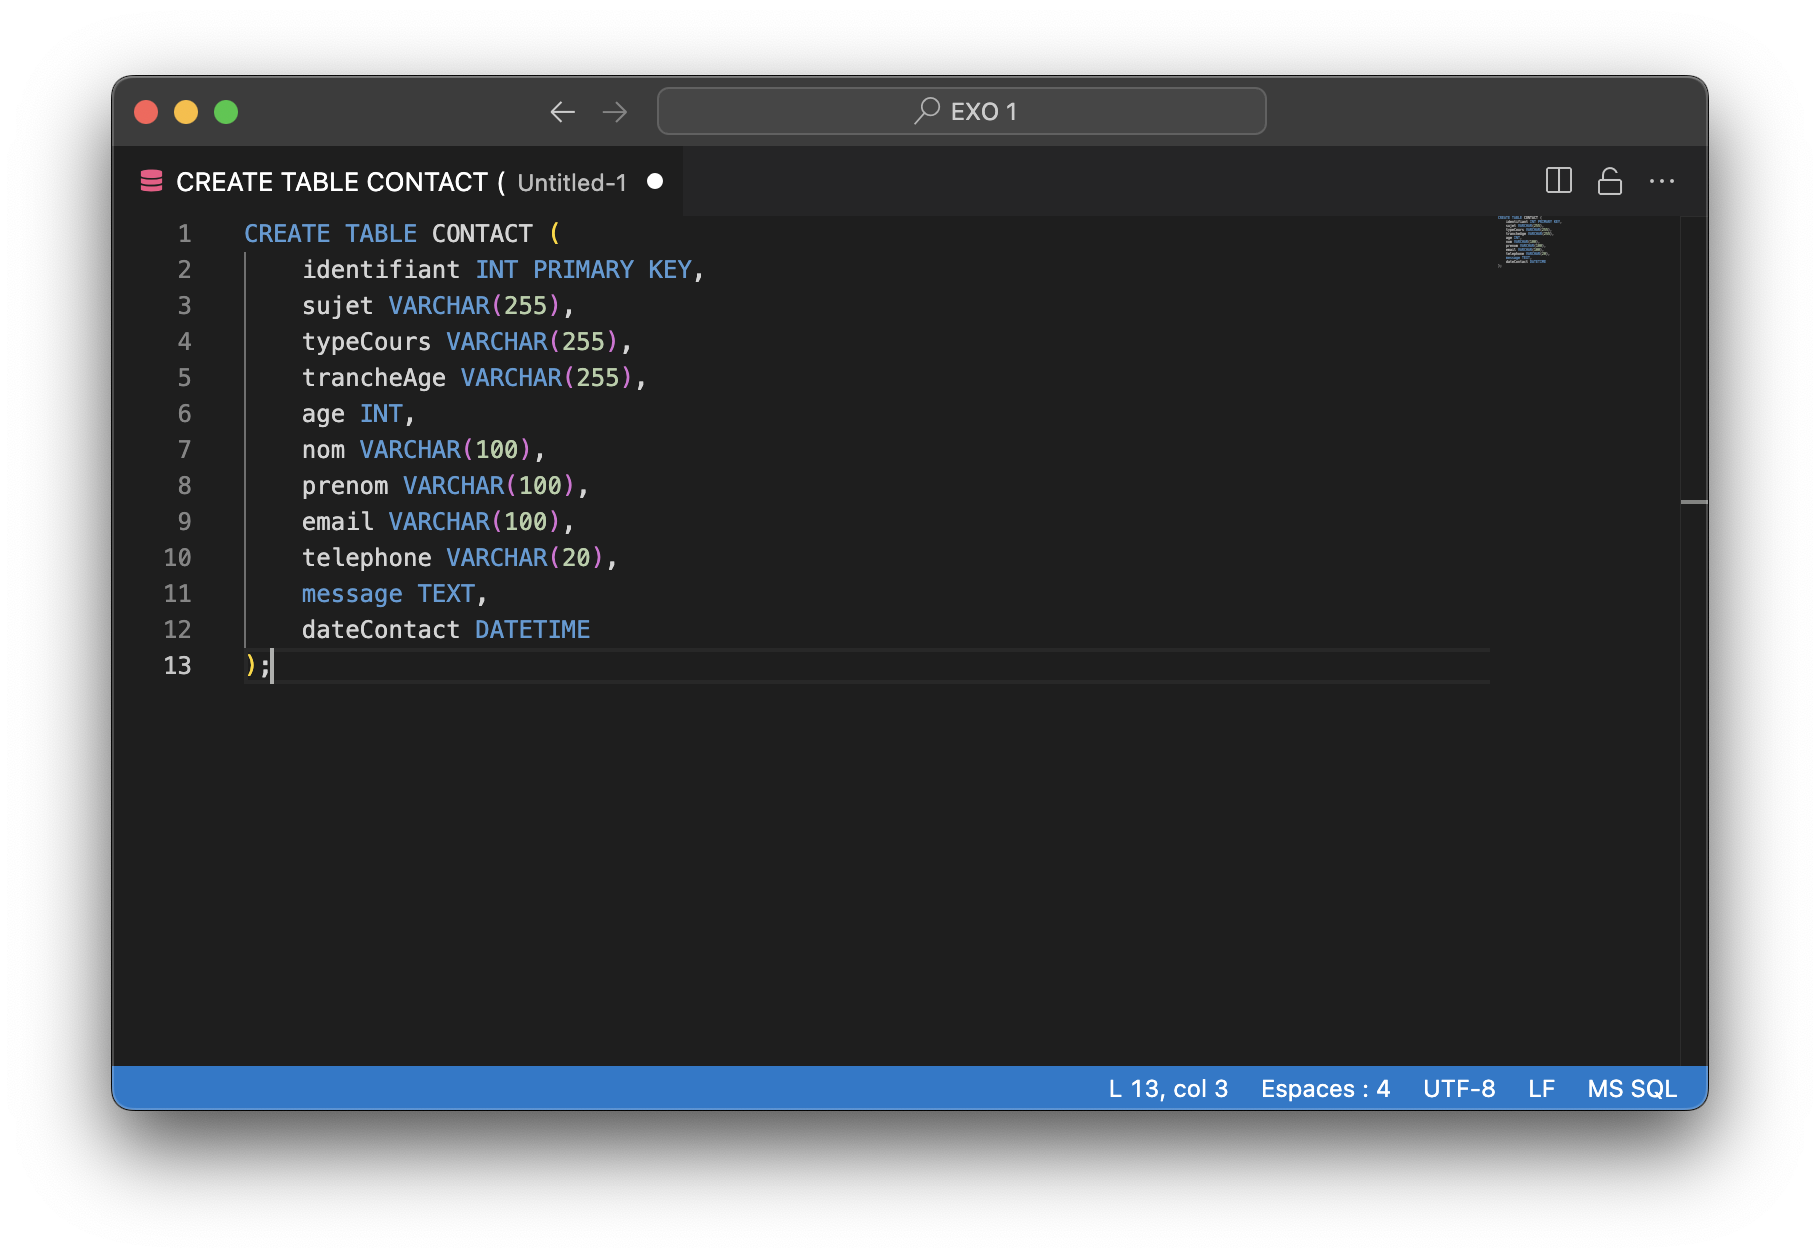 EXO 1
CREATE TABLE CONTACT ( Untitled-1
1 CREATE TABLE CONTACT (
2 identifiant INT PRIMARY KEY,
3 sujet VARCHAR(255),
4 typeCours VARCHAR(255),
5 trancheAge VARCHAR(255),
6 age INT,
7 nom VARCHAR(100),
8 prenom VARCHAR(100),
9 email VARCHAR(100),
10 telephone VARCHAR(20),
11 message TEXT,
12 dateContact DATETIME
13 );
L 13, col 3 Espaces : 4 UTF-8 LF MS SQL